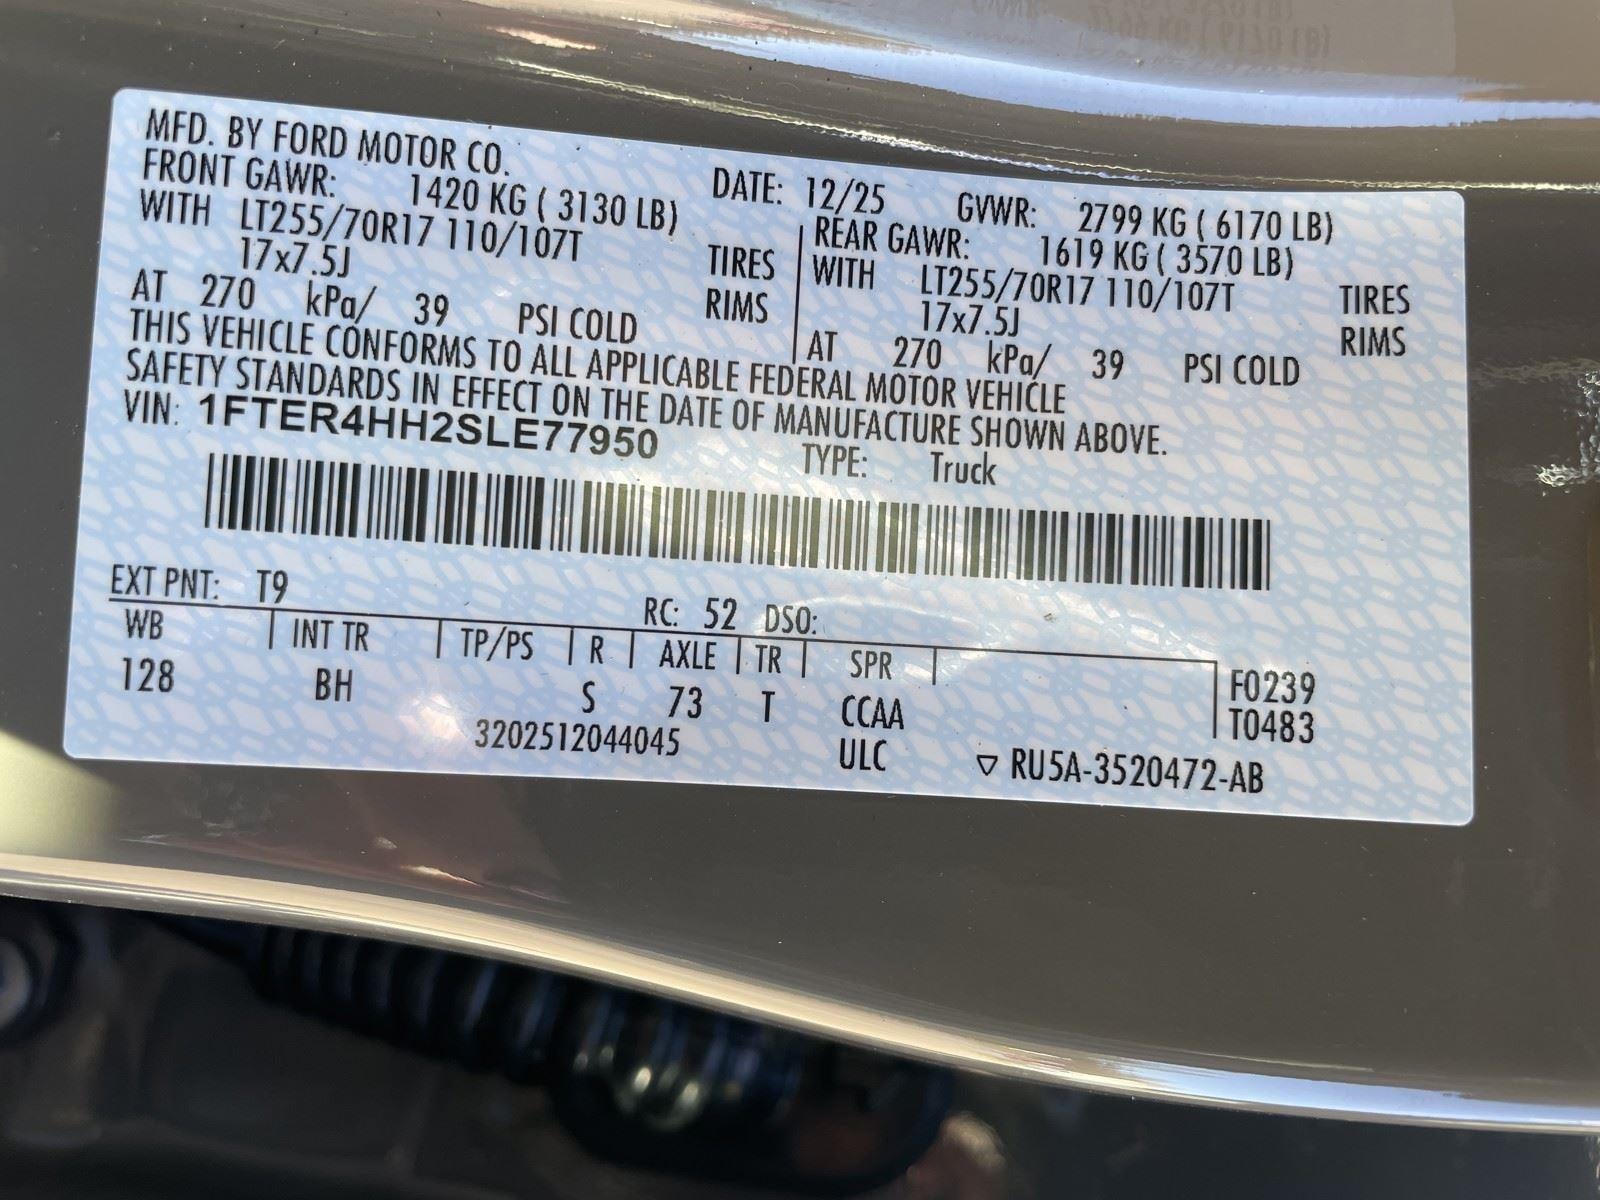 MFD. BY FORD MOTOR CO. DATE: 12/25 GVWR: 2799 KG ( 6170 LB)
FRONT GAWR: 1420 KG ( 3130 LB) REAR GAWR: 1619 KG ( 3570 LB)
WITH LT255/70R17 110/107T TIRES WITH LT255/70R17 110/107T TIRES
17x7.5J RIMS 17x7.5J RIMS
AT 270 kPa/ 39 PSI COLD AT 270 kPa/ 39 PSI COLD
THIS VEHICLE CONFORMS TO ALL APPLICABLE FEDERAL MOTOR VEHICLE
SAFETY STANDARDS IN EFFECT ON THE DATE OF MANUFACTURE SHOWN ABOVE.
VIN: 1FTER4HH2SLE77950 TYPE: Truck
EXT PNT: T9 RC: 52 DSO:
WB INT TR TP/PS R AXLE TR SPR F0239
128 BH S 73 T CCAA T0483
3202512044045 ULC ▽ RU5A-3520472-AB